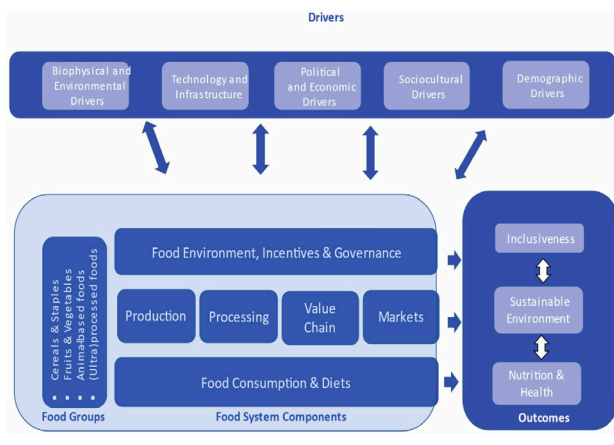 Drivers
Biophysical and
Environmental
Drivers
Technology and
Infrastructure
Political
and Economic
Drivers
Sociocultural
Drivers
Demographic
Drivers
▪ Cereals & Staples
▪ Fruits & Vegetables
▪ Animal-based foods
▪ (Ultra)processed foods
Food Groups
Food Environment, Incentives & Governance
Production
Processing
Value
Chain
Markets
Food Consumption & Diets
Food System Components
Inclusiveness
Sustainable
Environment
Nutrition &
Health
Outcomes